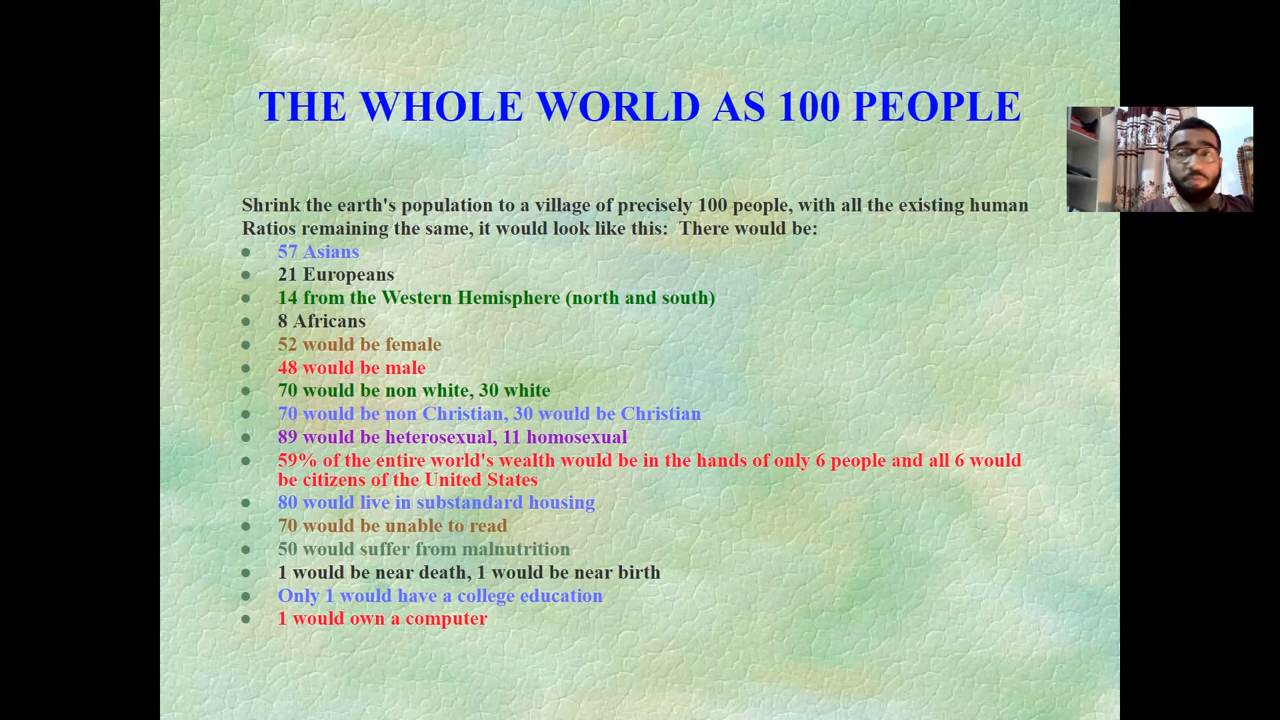 THE WHOLE WORLD AS 100 PEOPLE
Shrink the earth's population to a village of precisely 100 people, with all the existing human
Ratios remaining the same, it would look like this:  There would be:
57 Asians
21 Europeans
14 from the Western Hemisphere (north and south)
8 Africans
52 would be female
48 would be male
70 would be non white, 30 white
70 would be non Christian, 30 would be Christian
89 would be heterosexual, 11 homosexual
59% of the entire world's wealth would be in the hands of only 6 people and all 6 would
be citizens of the United States
80 would live in substandard housing
70 would be unable to read
50 would suffer from malnutrition
1 would be near death, 1 would be near birth
Only 1 would have a college education
1 would own a computer